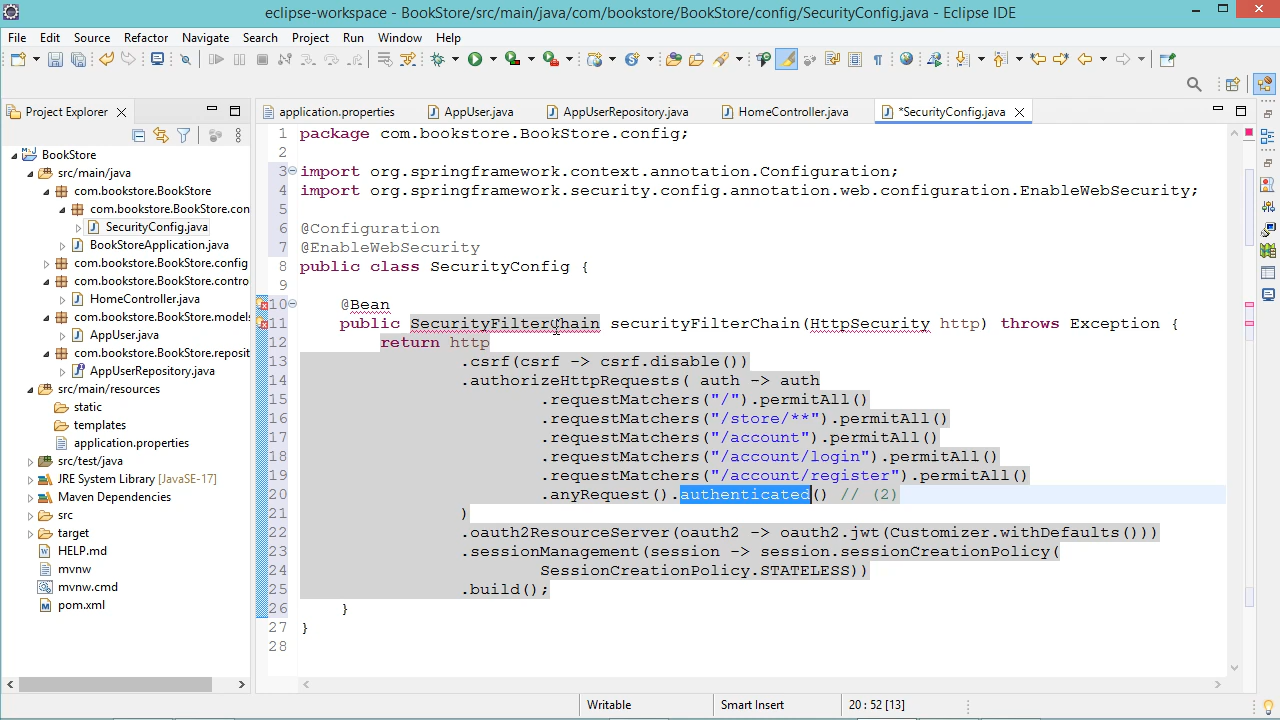 eclipse-workspace - BookStore/src/main/java/com/bookstore/BookStore/config/SecurityConfig.java - Eclipse IDE
File Edit Source Refactor Navigate Search Project Run Window Help
Project Explorer
application.properties AppUser.java AppUserRepository.java HomeController.java *SecurityConfig.java
BookStore
src/main/java
com.bookstore.BookStore
com.bookstore.BookStore.con
SecurityConfig.java
BookStoreApplication.java
com.bookstore.BookStore.config
com.bookstore.BookStore.contro
HomeController.java
com.bookstore.BookStore.models
AppUser.java
com.bookstore.BookStore.reposit
AppUserRepository.java
src/main/resources
static
templates
application.properties
src/test/java
JRE System Library [JavaSE-17]
Maven Dependencies
src
target
HELP.md
mvnw
mvnw.cmd
pom.xml
1 package com.bookstore.BookStore.config;
2
3 import org.springframework.context.annotation.Configuration;
4 import org.springframework.security.config.annotation.web.configuration.EnableWebSecurity;
5
6 @Configuration
7 @EnableWebSecurity
8 public class SecurityConfig {
9
10 @Bean
11 public SecurityFilterChain securityFilterChain(HttpSecurity http) throws Exception {
12 return http
13 .csrf(csrf -> csrf.disable())
14 .authorizeHttpRequests( auth -> auth
15 .requestMatchers("/").permitAll()
16 .requestMatchers("/store/**").permitAll()
17 .requestMatchers("/account").permitAll()
18 .requestMatchers("/account/login").permitAll()
19 .requestMatchers("/account/register").permitAll()
20 .anyRequest().authenticated() // (2)
21 )
22 .oauth2ResourceServer(oauth2 -> oauth2.jwt(Customizer.withDefaults()))
23 .sessionManagement(session -> session.sessionCreationPolicy(
24 SessionCreationPolicy.STATELESS))
25 .build();
26 }
27 }
28
Writable Smart Insert 20 : 52 [13]